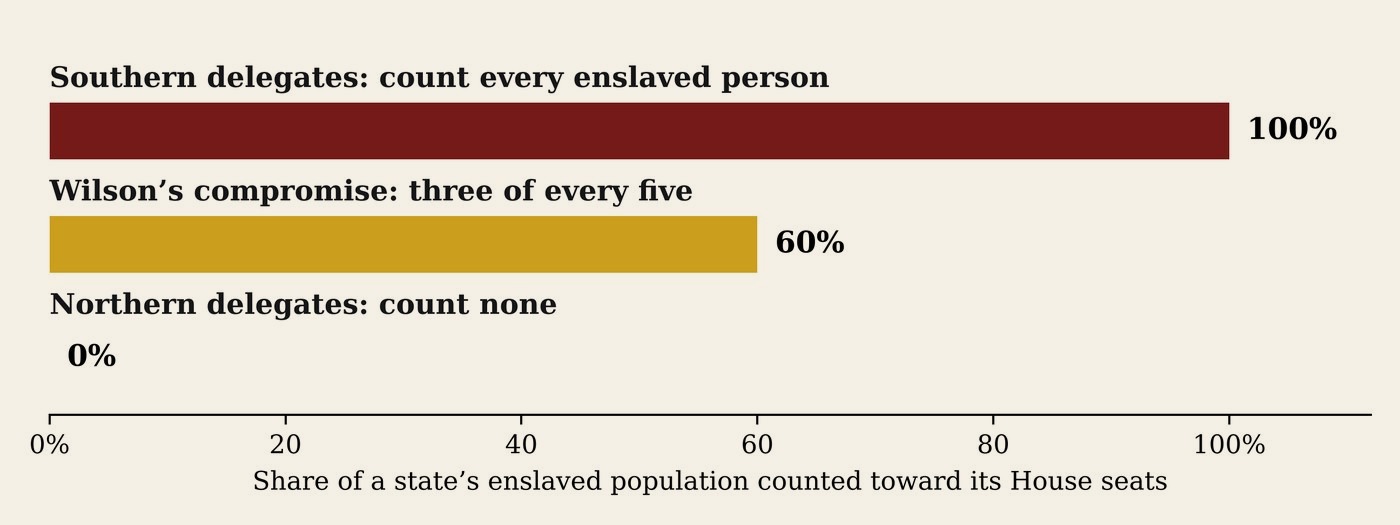 Southern delegates: count every enslaved person
100%
Wilson’s compromise: three of every five
60%
Northern delegates: count none
0%
0% 20 40 60 80 100%
Share of a state’s enslaved population counted toward its House seats